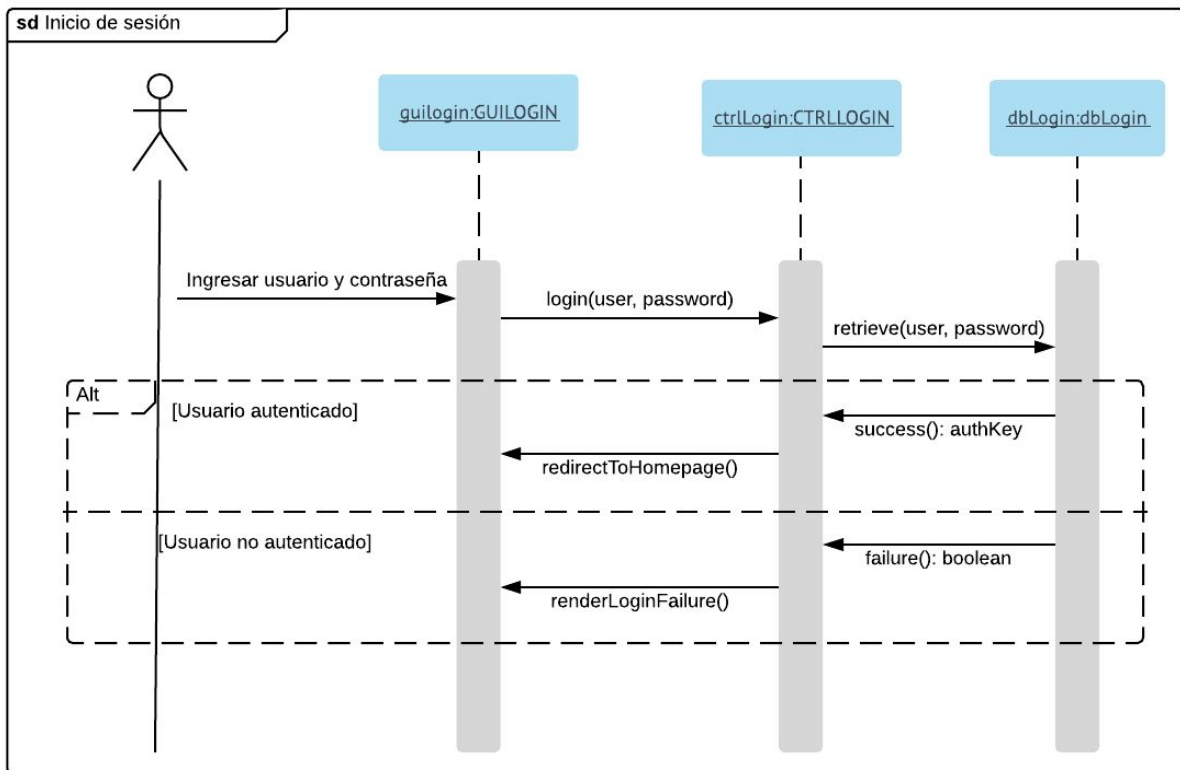 sd Inicio de sesión
guilogin:GUILOGIN
ctrlLogin:CTRLLOGIN
dbLogin:dbLogin
Ingresar usuario y contraseña
login(user, password)
retrieve(user, password)
Alt
[Usuario autenticado]
success(): authKey
redirectToHomepage()
[Usuario no autenticado]
failure(): boolean
renderLoginFailure()